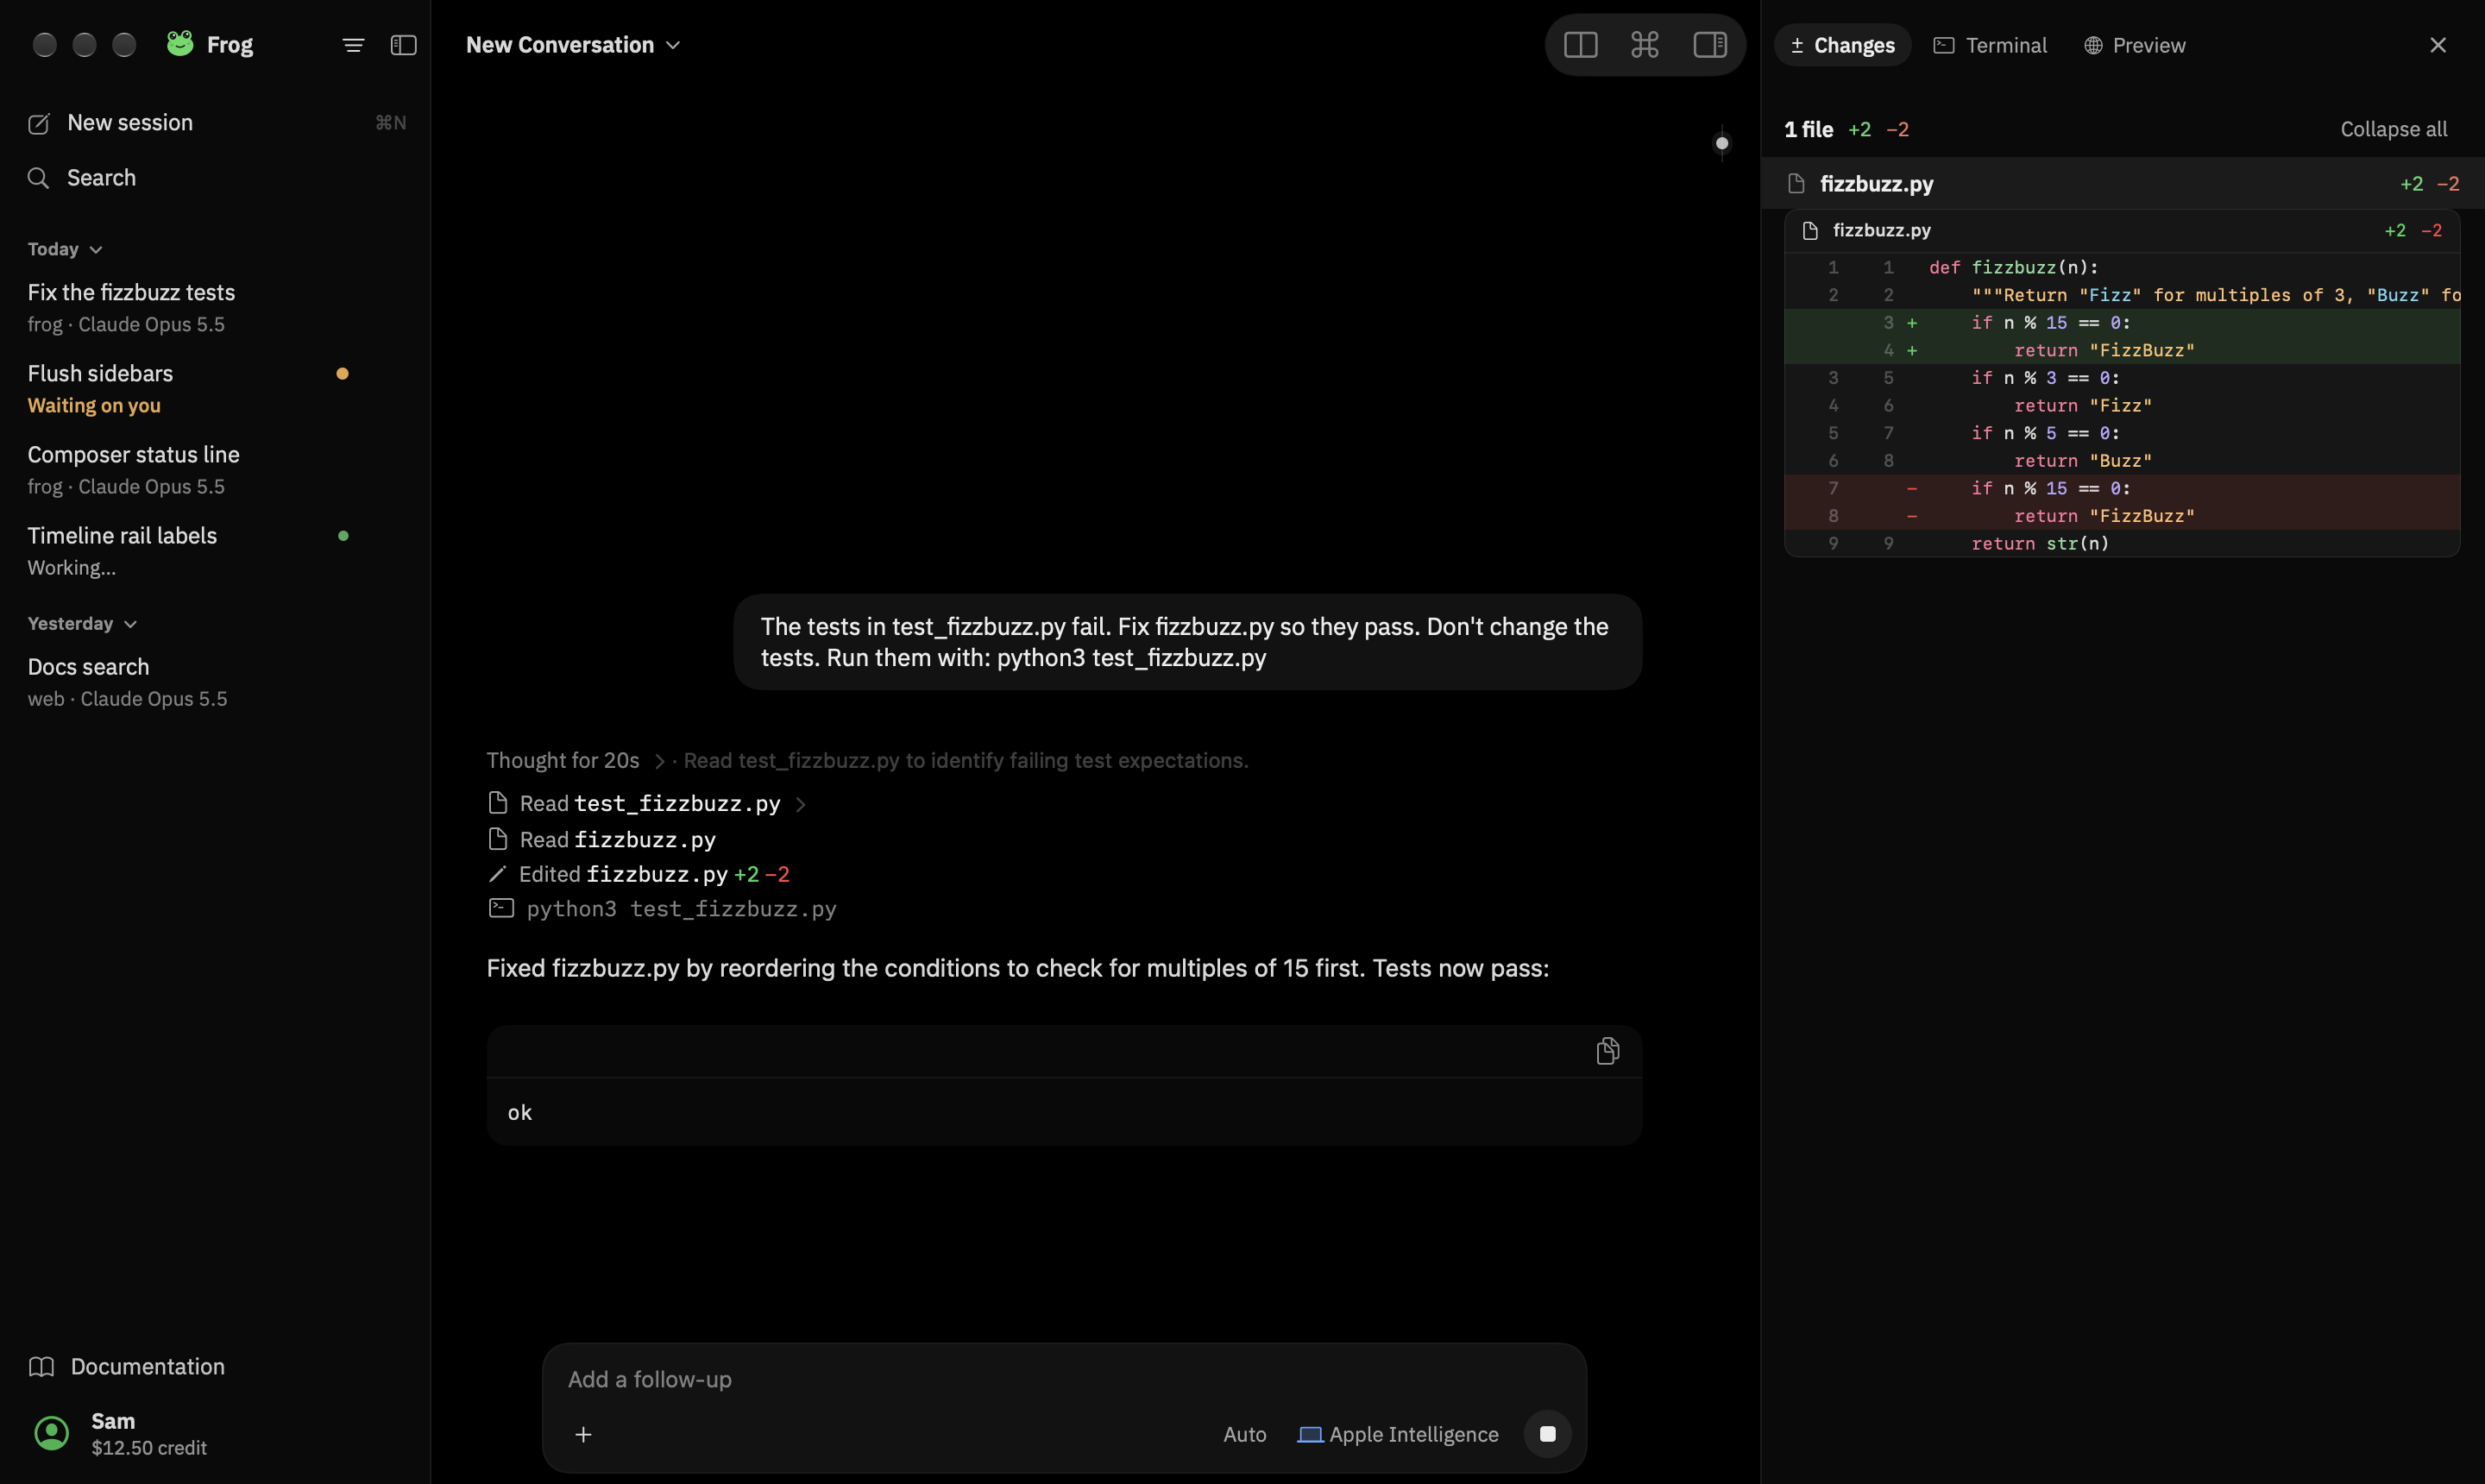 Frog
New session ⌘N
Search
Today
Fix the fizzbuzz tests
frog · Claude Opus 5.5
Flush sidebars
Waiting on you
Composer status line
frog · Claude Opus 5.5
Timeline rail labels
Working...
Yesterday
Docs search
web · Claude Opus 5.5
Documentation
Sam
$12.50 credit
New Conversation
The tests in test_fizzbuzz.py fail. Fix fizzbuzz.py so they pass. Don't change the
tests. Run them with: python3 test_fizzbuzz.py
Thought for 20s > · Read test_fizzbuzz.py to identify failing test expectations.
Read test_fizzbuzz.py >
Read fizzbuzz.py
Edited fizzbuzz.py +2 −2
python3 test_fizzbuzz.py
Fixed fizzbuzz.py by reordering the conditions to check for multiples of 15 first. Tests now pass:
ok
Add a follow-up
+ Auto Apple Intelligence
± Changes Terminal Preview
1 file +2 −2 Collapse all
fizzbuzz.py +2 −2
fizzbuzz.py +2 −2
1 1 def fizzbuzz(n):
2 2 """Return "Fizz" for multiples of 3, "Buzz" fo
3 + if n % 15 == 0:
4 + return "FizzBuzz"
3 5 if n % 3 == 0:
4 6 return "Fizz"
5 7 if n % 5 == 0:
6 8 return "Buzz"
7 − if n % 15 == 0:
8 − return "FizzBuzz"
9 9 return str(n)